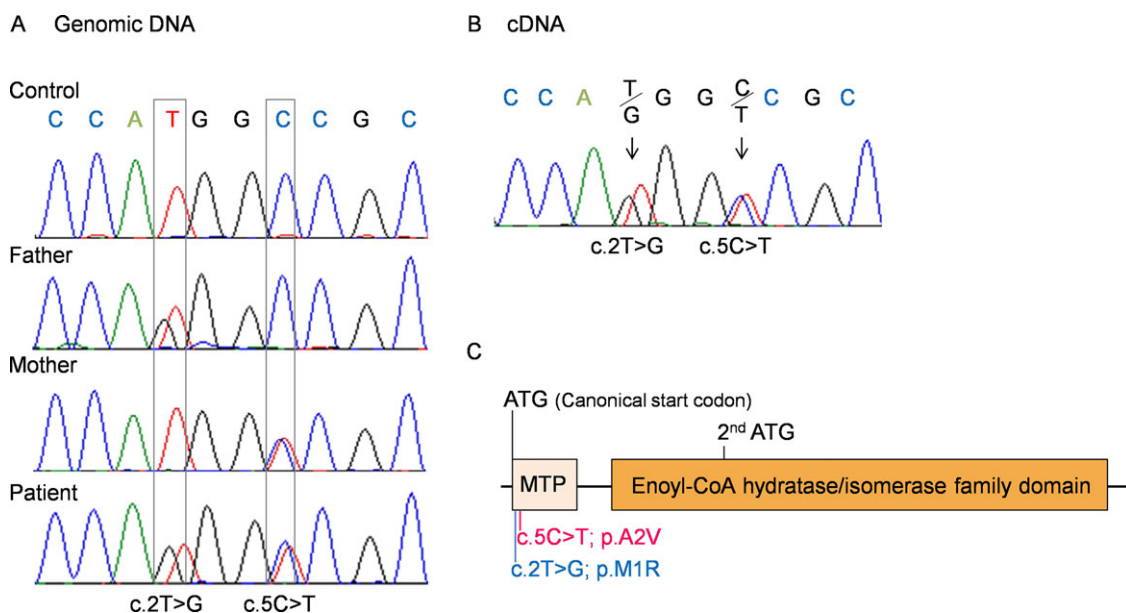 A Genomic DNA
Control
C C A T G G C C G C
Father
Mother
Patient
c.2T>G c.5C>T
B cDNA
C C A T/G G G C/T C G C
c.2T>G c.5C>T
C
ATG (Canonical start codon)
2nd ATG
MTP Enoyl-CoA hydratase/isomerase family domain
c.5C>T; p.A2V
c.2T>G; p.M1R